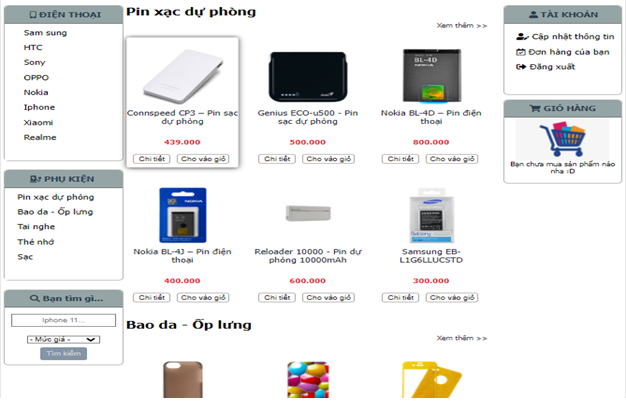 ĐIỆN THOẠI
Sam sung
HTC
Sony
OPPO
Nokia
Iphone
Xiaomi
Realme
PHỤ KIỆN
Pin xạc dự phòng
Bao da - Ốp lưng
Tai nghe
Thẻ nhớ
Sạc
Bạn tìm gì...
Iphone 11...
- Mức giá -
Tìm kiếm
Pin xạc dự phòng
Xem thêm >>
Connspeed CP3 – Pin sạc
dự phòng
439.000
Chi tiết
Cho vào giỏ
Genius ECO-u500 - Pin
sạc dự phòng
500.000
Chi tiết
Cho vào giỏ
BL-4D
Nokia BL-4D – Pin điện
thoại
800.000
Chi tiết
Cho vào giỏ
NOKIA
Nokia BL-4J – Pin điện
thoại
400.000
Chi tiết
Cho vào giỏ
Reloader 10000 - Pin dự
phòng 10000mAh
600.000
Chi tiết
Cho vào giỏ
Samsung EB-
L1G6LLUCSTD
300.000
Chi tiết
Cho vào giỏ
Bao da - Ốp lưng
Xem thêm >>
TÀI KHOẢN
Cập nhật thông tin
Đơn hàng của bạn
Đăng xuất
GIỎ HÀNG
Bạn chưa mua sản phẩm nào
nha :D